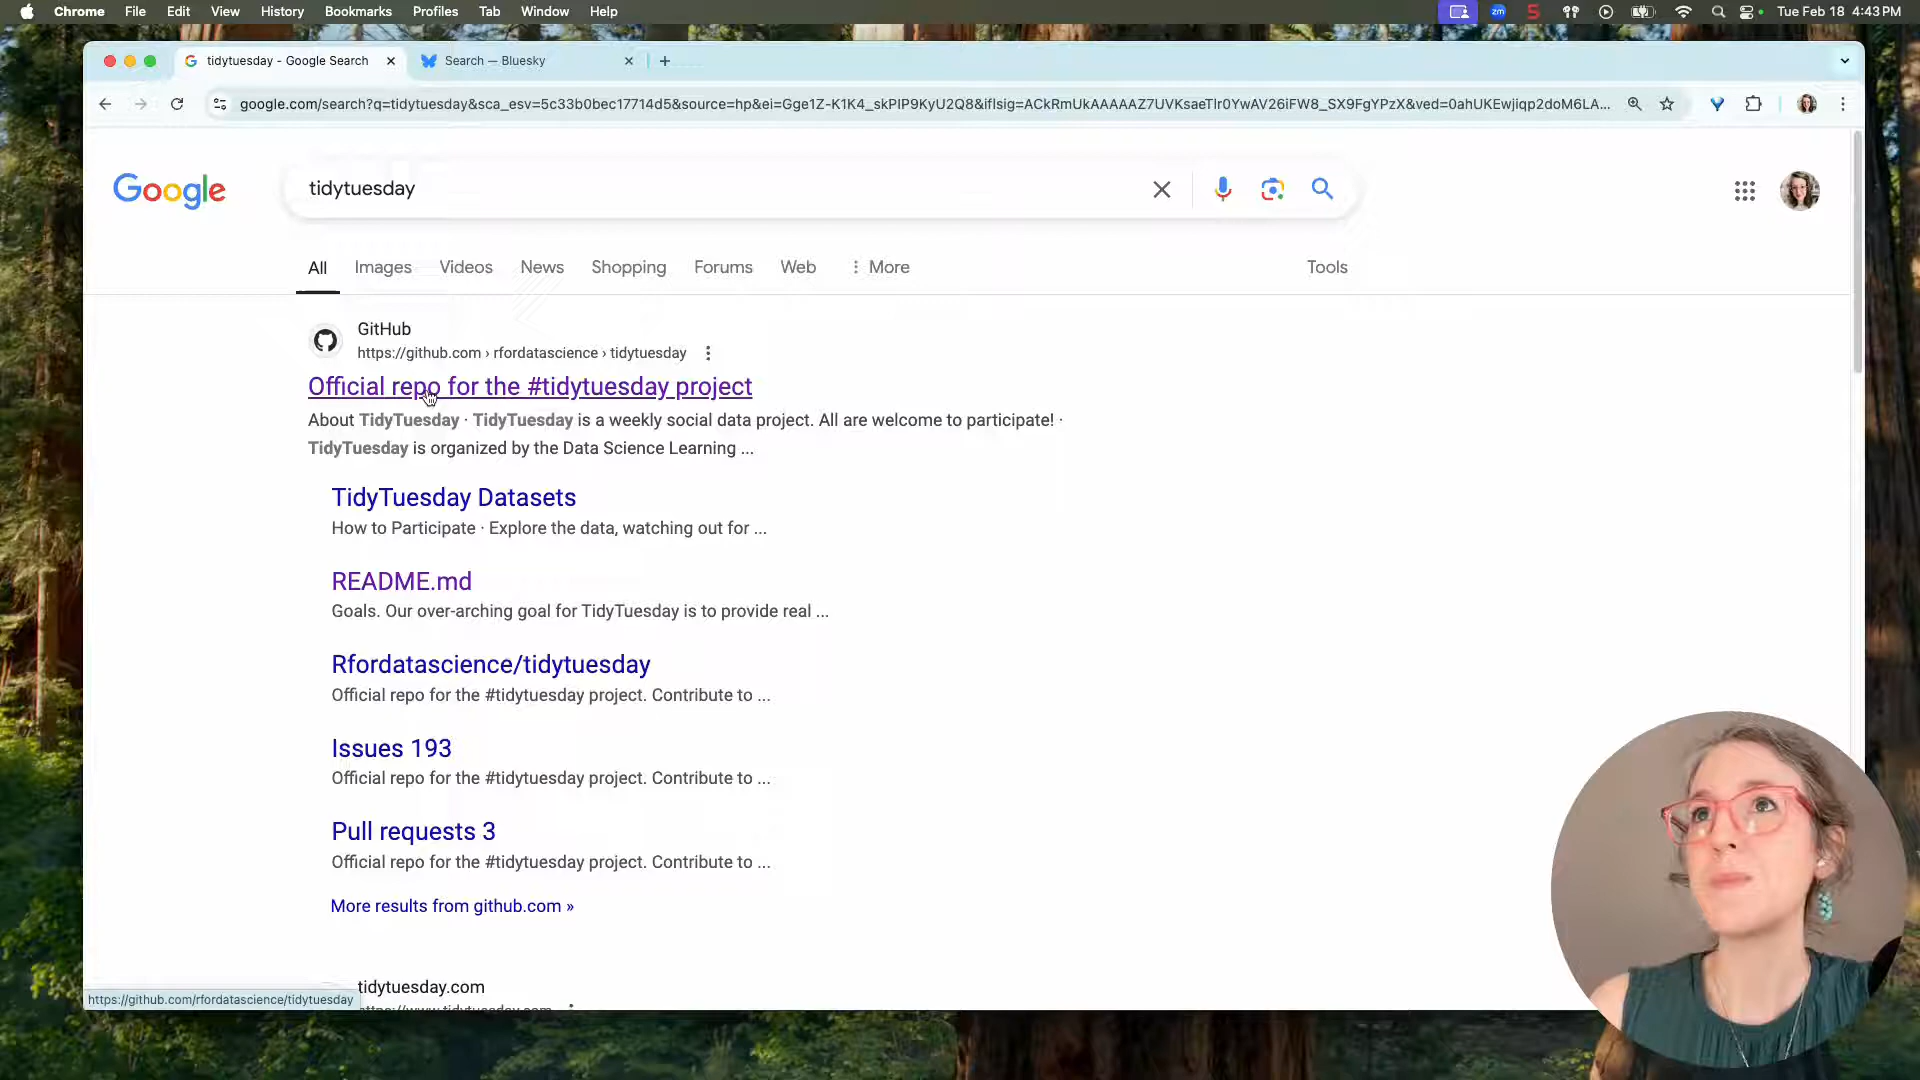 Chrome File Edit View History Bookmarks Profiles Tab Window Help
zm S Tue Feb 18 4:43 PM
tidytuesday - Google Search
Search — Bluesky
google.com/search?q=tidytuesday&sca_esv=5c33b0bec17714d5&source=hp&ei=Gge1Z-K1K4_skPIP9KyU2Q8&iflsig=ACkRmUkAAAAAZ7UVKsaeTlr0YwAV26iFW8_SX9FgYPzX&ved=0ahUKEwjiqp2doM6LA...
Google
tidytuesday
All Images Videos News Shopping Forums Web More Tools
GitHub
https://github.com › rfordatascience › tidytuesday
Official repo for the #tidytuesday project
About TidyTuesday · TidyTuesday is a weekly social data project. All are welcome to participate! ·
TidyTuesday is organized by the Data Science Learning ...
TidyTuesday Datasets
How to Participate · Explore the data, watching out for ...
README.md
Goals. Our over-arching goal for TidyTuesday is to provide real ...
Rfordatascience/tidytuesday
Official repo for the #tidytuesday project. Contribute to ...
Issues 193
Official repo for the #tidytuesday project. Contribute to ...
Pull requests 3
Official repo for the #tidytuesday project. Contribute to ...
More results from github.com »
tidytuesday.com
https://github.com/rfordatascience/tidytuesday